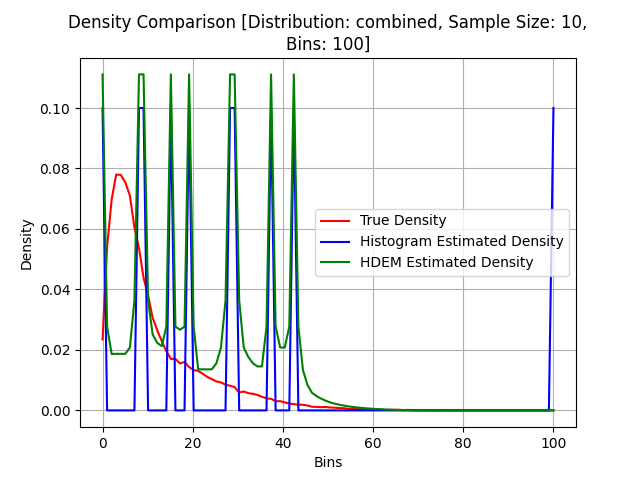 Density Comparison [Distribution: combined, Sample Size: 10,
Bins: 100]
Density
0.10
0.08
0.06
0.04
0.02
0.00
True Density
Histogram Estimated Density
HDEM Estimated Density
0 20 40 60 80 100
Bins